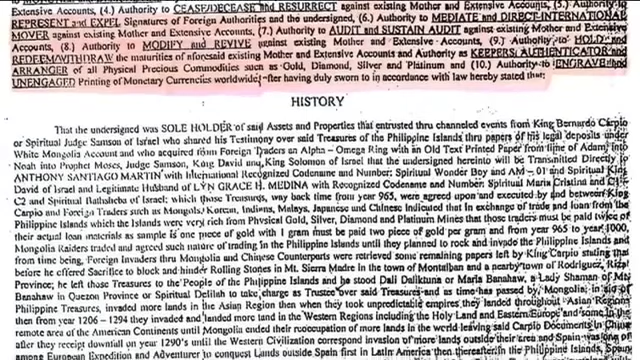 Extensive Accounts, (4.) Authority to CEASE/DECEASE and RESURRECT against existing Mother and Extensive Accounts, (5.) Authority to
REPRESENT and EXPEL Signatures of Foreign Authorities and the undersigned, (6.) Authority to MEDIATE and DIRECT-INTERNATIONAL
MOVER against existing Mother and Extensive Accounts, (7.) Authority to AUDIT and SUSTAIN AUDIT against existing Mother and Extensive
Accounts, (8.) Authority to MODIFY and REVIVE against existing Mother and Extensive Accounts, (9.) Authority to HOLD and
REDEEM/WITHDRAW the maturities of aforesaid existing Mother and Extensive Accounts and Authority as KEEPERS, AUTHENTICATOR and
ARRANGER of all Physical Precious Commodities such as Gold, Diamond, Silver and Platinum and (10.) Authority to ENGRAVE and
UNENGAGED Printing of Monetary Currencies worldwide, after having duly sworn to in accordance with law hereby stated that;
HISTORY
That the undersigned was SOLE HOLDER of said Assets and Properties that entrusted thru channeled events from King Bernardo Carpio
or Spiritual Judge Samson of Israel who shared his Testimony over said Treasures of the Philippine Islands thru papers of his legal deposits under
White Mongolia Account and who acquired from Foreign Traders an Alpha - Omega Ring with an Old Text Printed Paper from time of Adam, into
Noah into Prophet Moses, Judge Samson, King David and King Solomon of Israel that the undersigned hereinto will be Transmitted Directly to
ANTHONY SANTIAGO MARTIN with International Recognized Codename and Number: Spiritual Wonder Boy and AM – 01 and Spiritual King
David of Israel and Legitimate Husband of LYN GRACE H. MEDINA with Recognized Codename and Number: Spiritual Maria Cristina and C1-
C2 and Spiritual Bathsheba of Israel; which those Treasures, way back time from year 965, were agreed upon and executed by and between King
Carpio and Foreign Traders such as Mongols, Korean, Indians, Malays, Japanese and Chinese Indicated that In exchange of trade and loan from the
Philippine Islands which the Islands were very rich from Physical Gold, Silver, Diamond and Platinum Mines that those traders must be paid twice of
their actual loan materials as sample is one piece of gold with 1 gram must be paid two piece of gold per gram and from year 965 to year 1000,
Mongolia Raiders traded and agreed such nature of trading in the Philippine Islands until they planned to rock and invade the Philippine Islands and
from time being, Foreign Invaders thru Mongolia and Chinese Counterparts were retrieved some remaining papers left by King Carpio stating that
before he offered Sacrifice to block and hinder Rolling Stones in Mt. Sierra Madre in the town of Montalban and a nearby town of Rodriguez, Rizal
Province; he left those Treasures to the People of the Philippine Islands and he stood Dali Daliktuna or Maria Banahaw, a Lady Shaman of Mt.
Banahaw in Quezon Province or Spiritual Delilah to take charge as Trustee over said Treasures and as time has passed by, Mongolia, in aid of
Philippine Treasures, invaded more lands in the Asian Region then when they took unpredictable empires they landed throughout Asian Regions
then from year 1206 – 1294 they invaded and landed more land in the Western Regions including the Holy Land and Eastern Europe and some in the
remote area of the American Continents until Mongolia ended their reoccupation of more lands in the world leaving said Carpio Documents in China
after they receipt downfall on year 1290's until the Western Civilization correspond invasion of more lands outside their area and Spain was long of
among European Expedition and Adventurer to conquest Lands outside Spain first in Latin America then thereafter in the Philippine Islands, Spain